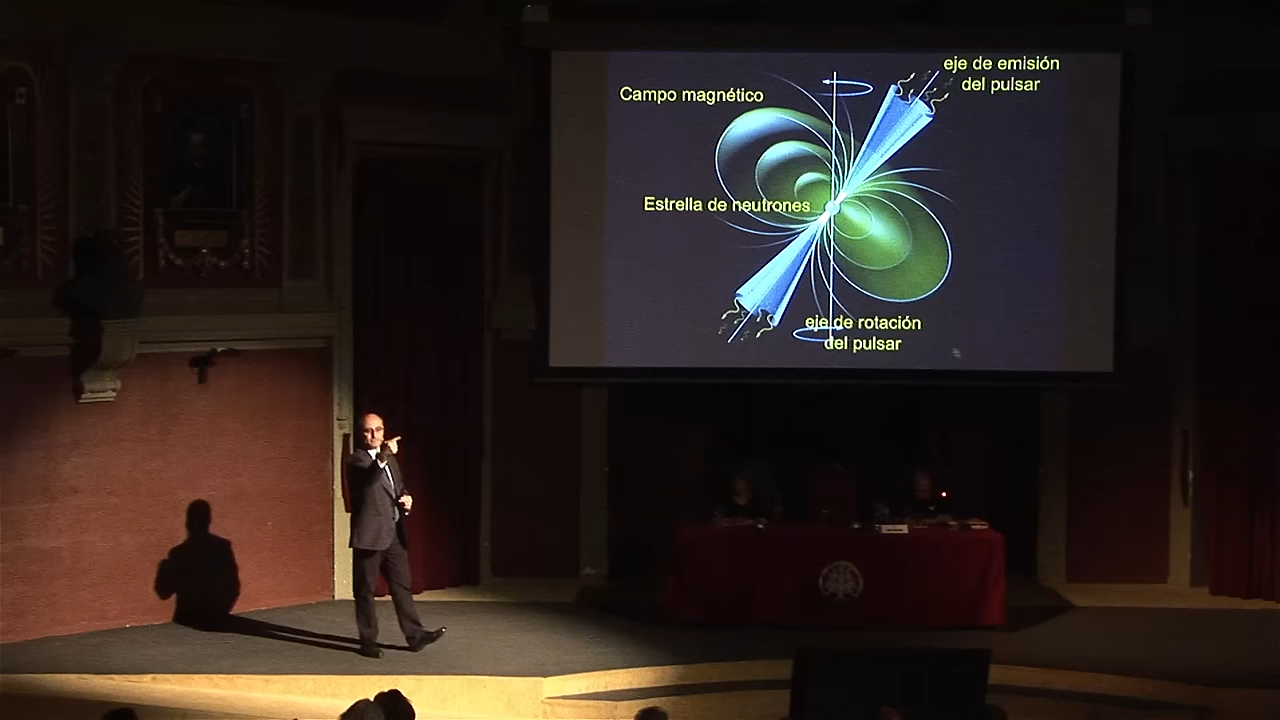 eje de emisión
del pulsar
Campo magnético
Estrella de neutrones
eje de rotación
del pulsar